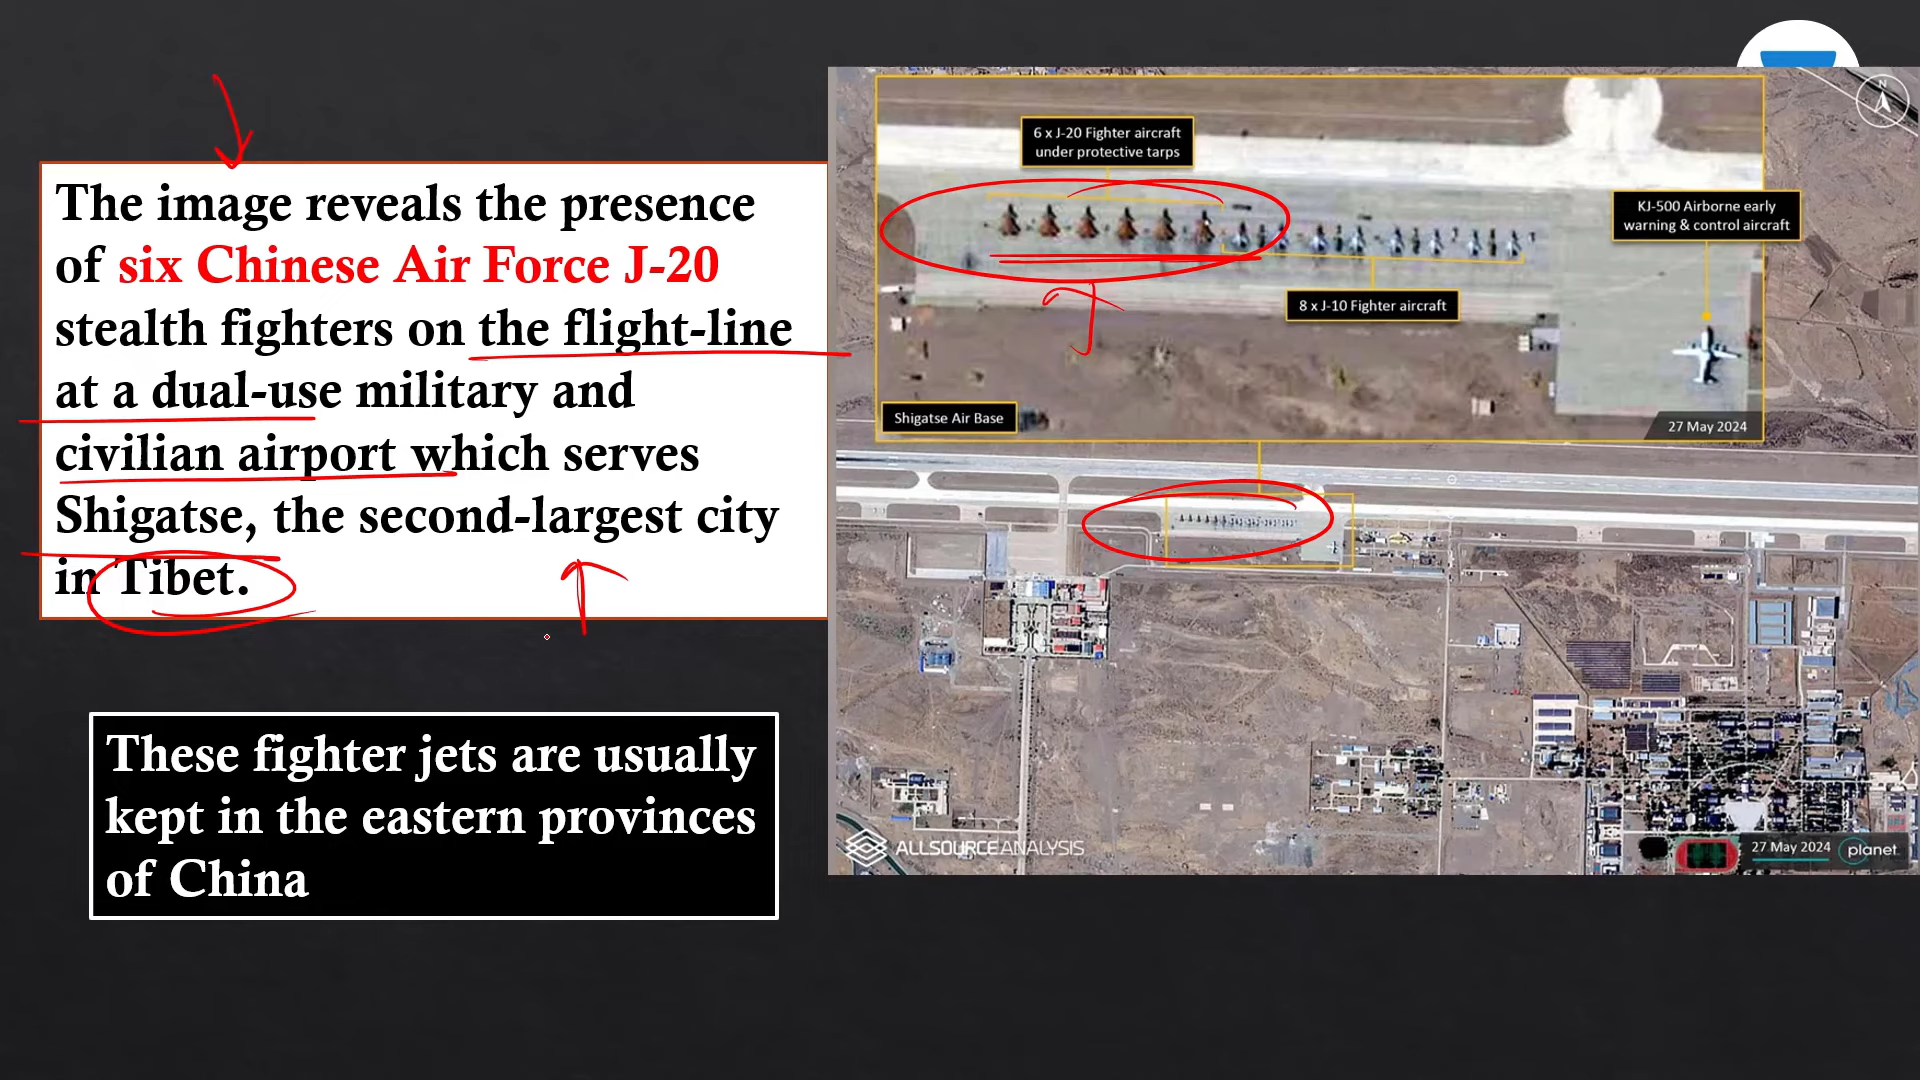 The image reveals the presence
of six Chinese Air Force J-20
stealth fighters on the flight-line
at a dual-use military and
civilian airport which serves
Shigatse, the second-largest city
in Tibet.
These fighter jets are usually
kept in the eastern provinces
of China
6 x J-20 Fighter aircraft
under protective tarps
KJ-500 Airborne early
warning & control aircraft
8 x J-10 Fighter aircraft
Shigatse Air Base
27 May 2024
N
ALLSOURCEANALYSIS
27 May 2024
planet